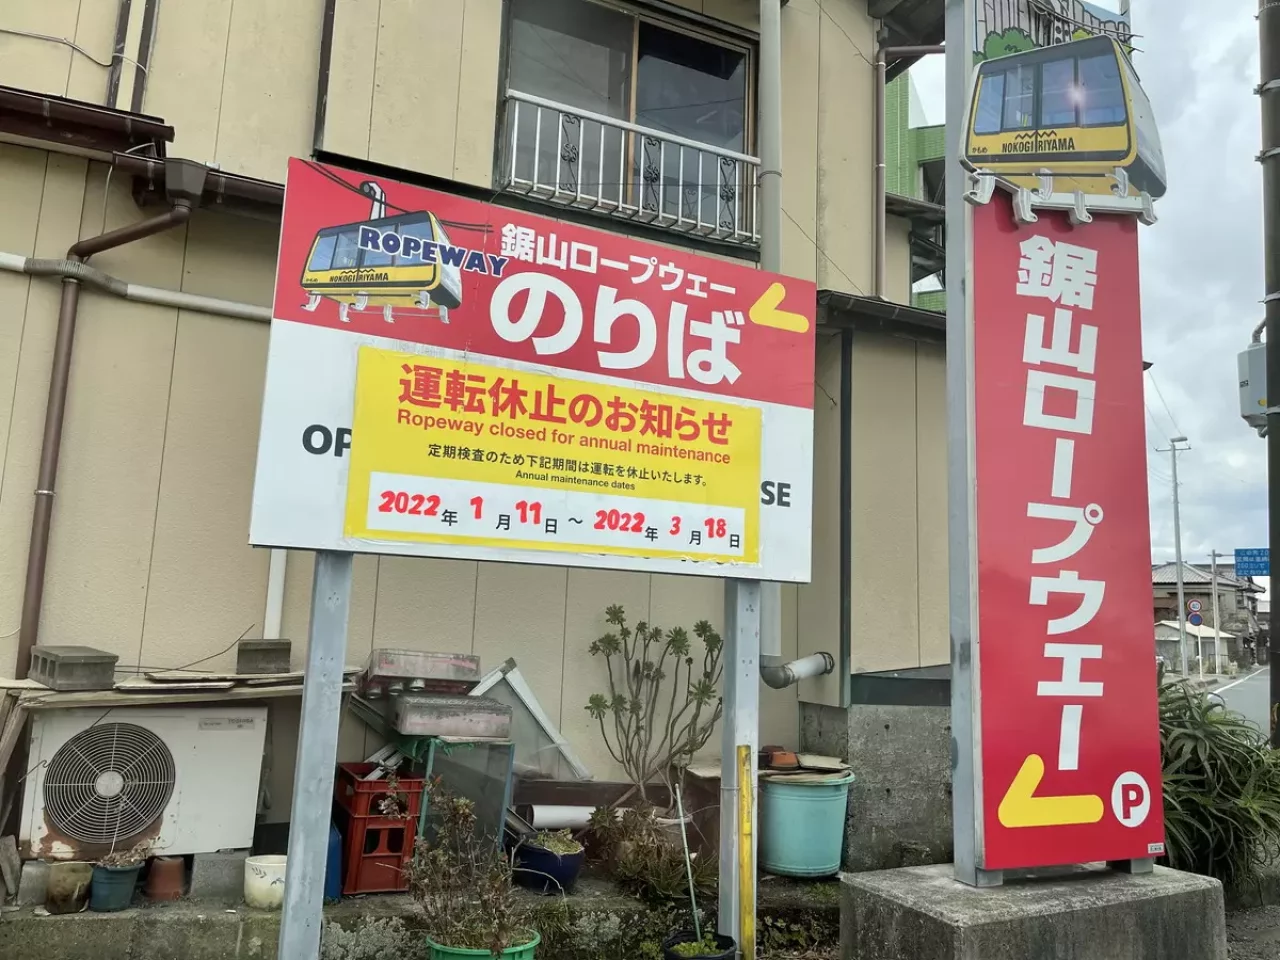 ROPEWAY
NOKOGIRIYAMA
鋸山ロープウェー
のりば
運転休止のお知らせ
Ropeway closed for annual maintenance
定期検査のため下記期間は運転を休止いたします。
Annual maintenance dates
2022年 1月 11日 ～ 2022年 3月 18日
OP
SE
かもめ NOKOGIRIYAMA
鋸山ロープウェー
P